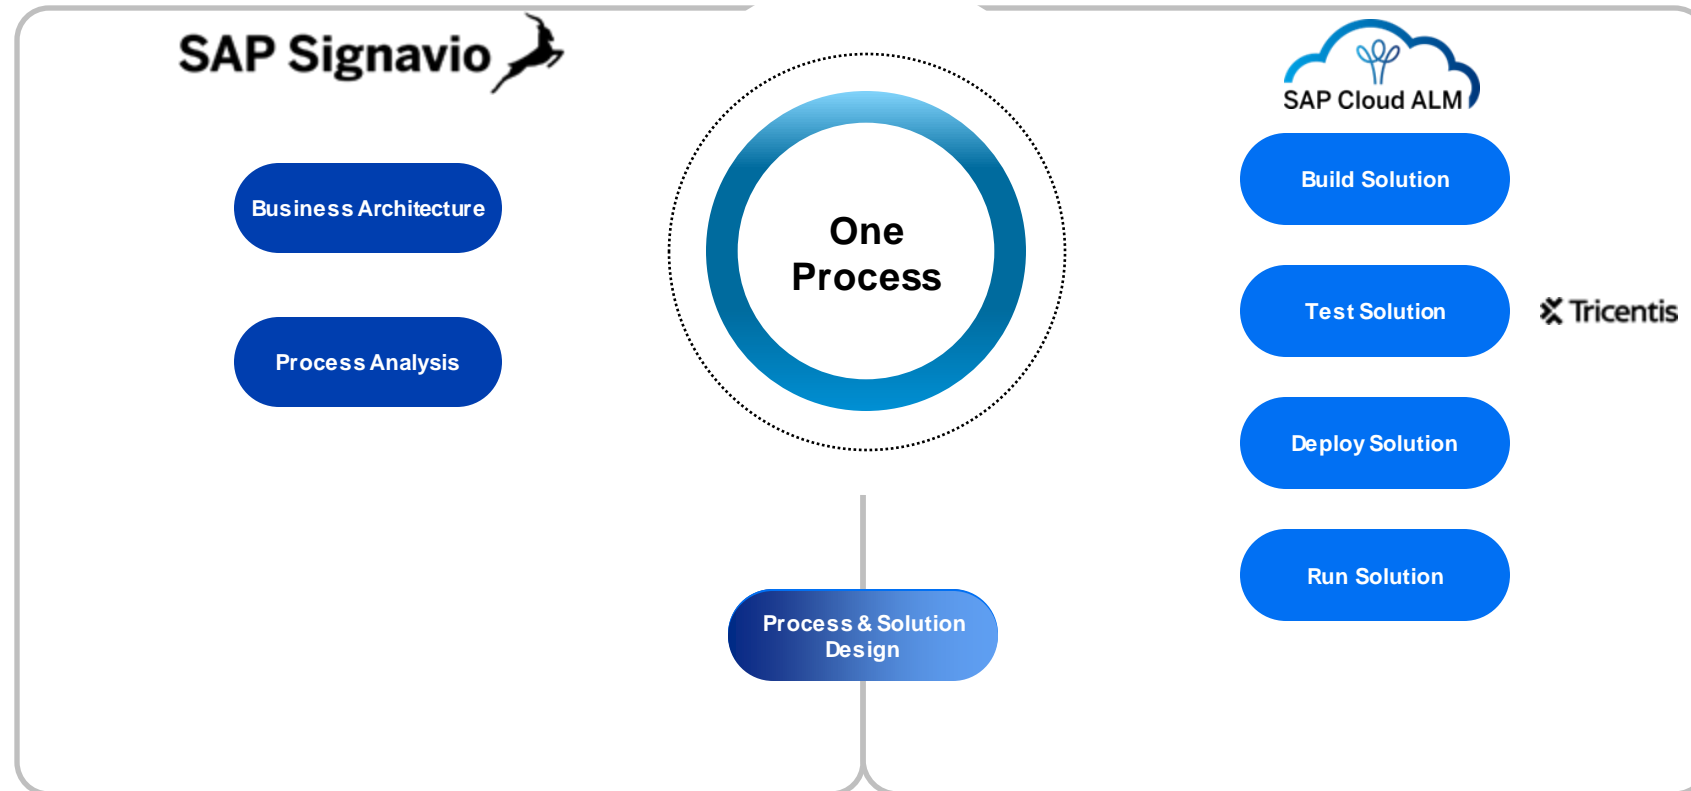 SAP Signavio
Business Architecture
Process Analysis
One
Process
Process & Solution
Design
SAP Cloud ALM
Build Solution
Test Solution
Tricentis
Deploy Solution
Run Solution